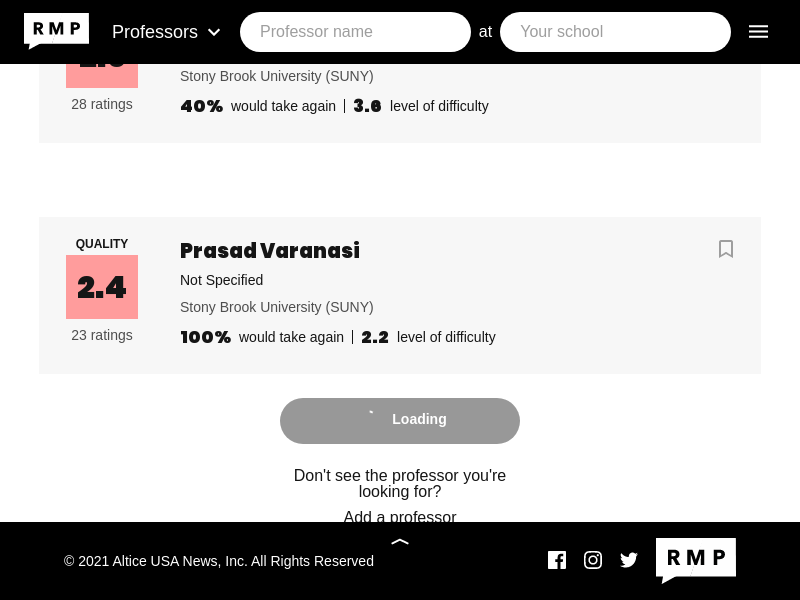 RMP Professors Professor name at Your school
Stony Brook University (SUNY)
28 ratings
40% would take again 3.6 level of difficulty
QUALITY
Prasad Varanasi
2.4
Not Specified
Stony Brook University (SUNY)
23 ratings
100% would take again 2.2 level of difficulty
Loading
Don't see the professor you're
looking for?
Add a professor
© 2021 Altice USA News, Inc. All Rights Reserved
RMP